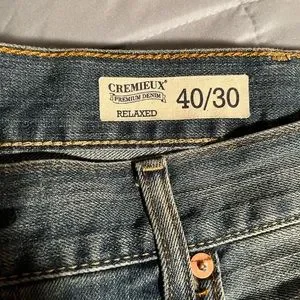 CREMIEUX®
PREMIUM DENIM
RELAXED
40/30